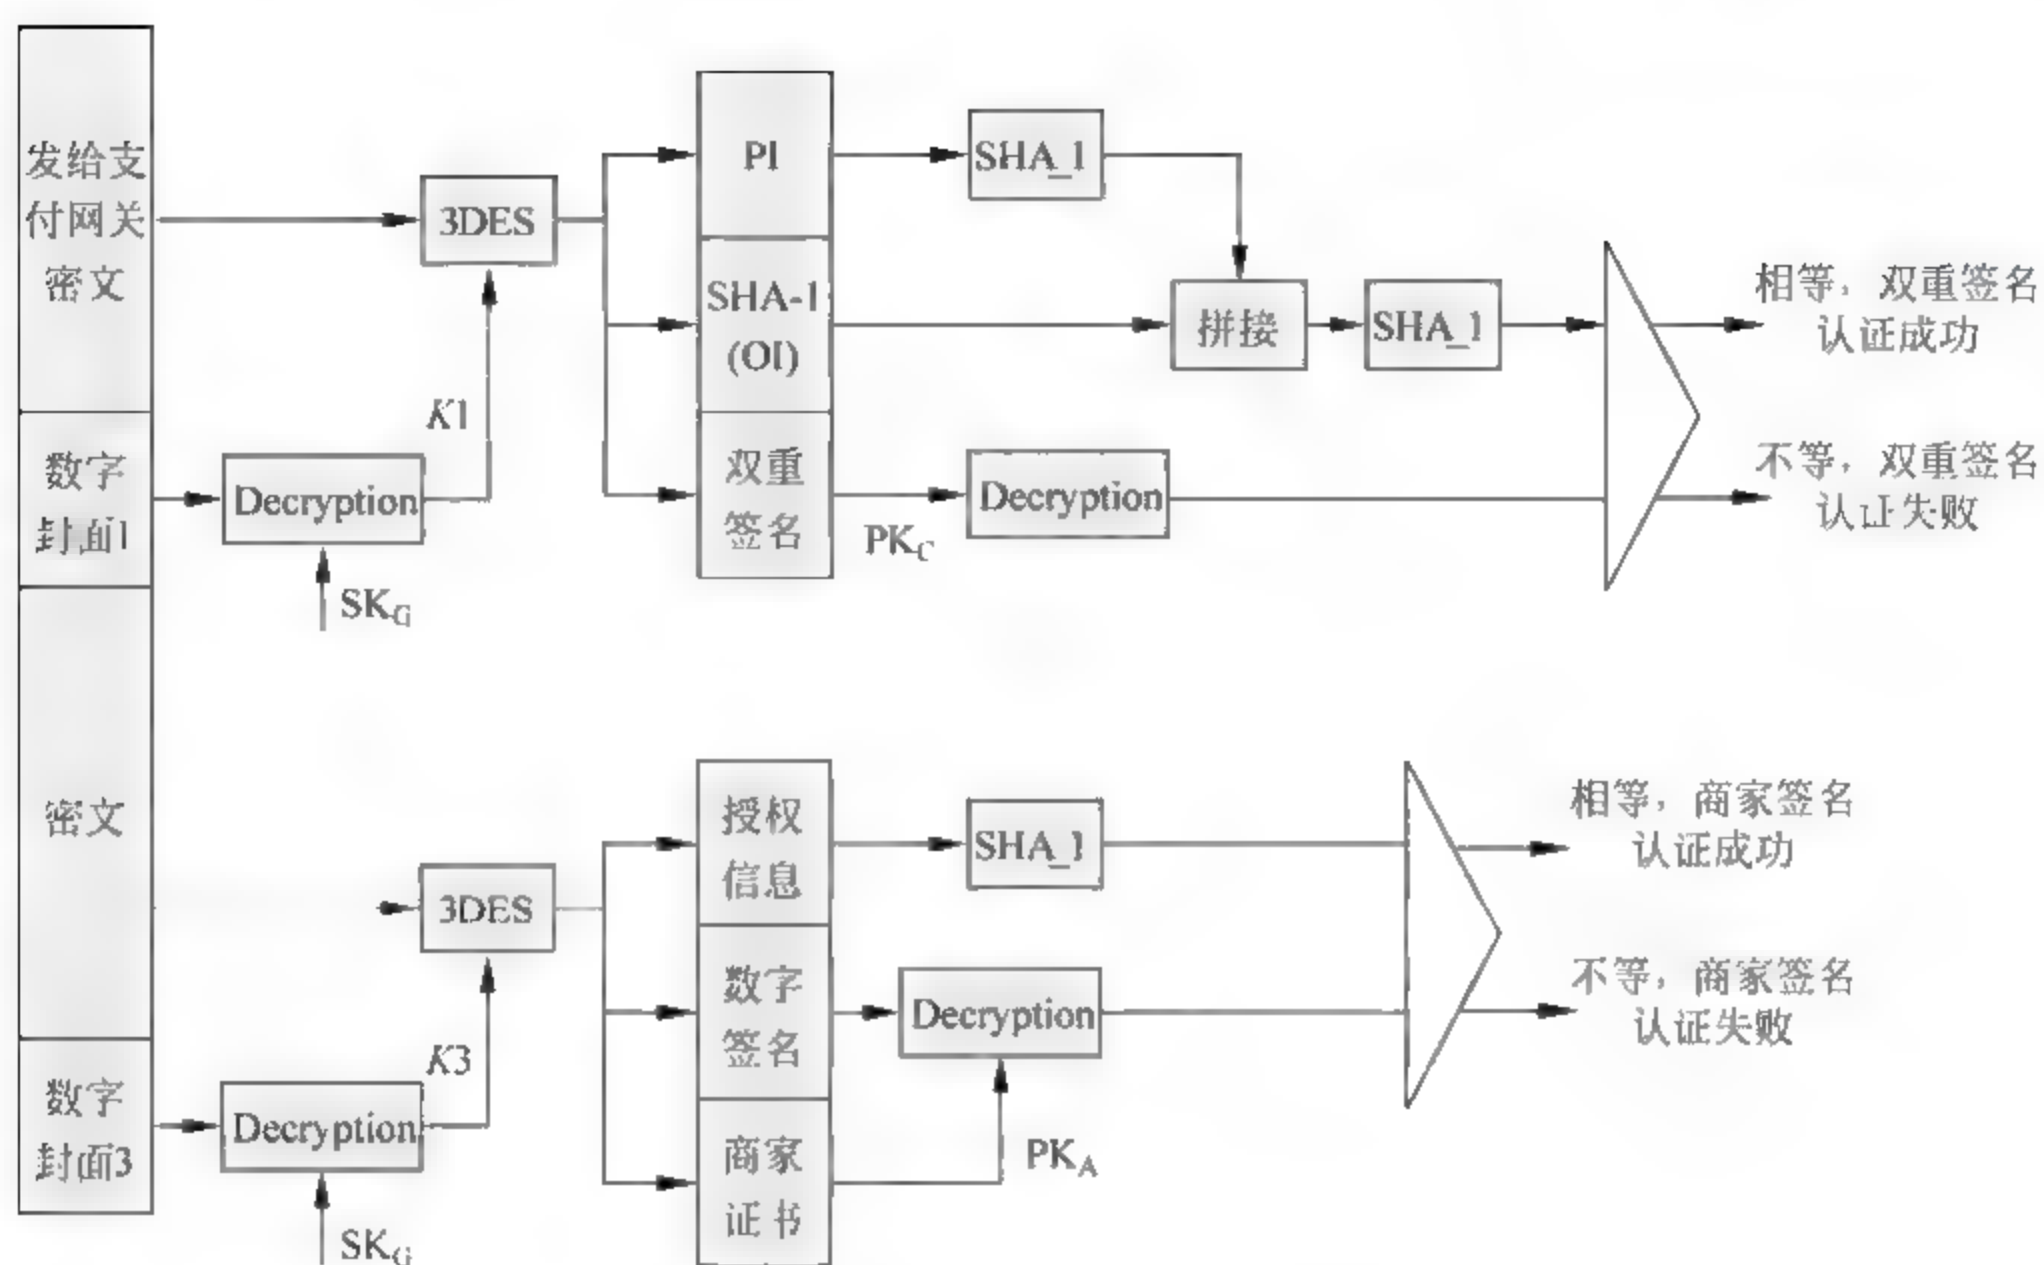 发给支
付网关
密文
数字
封面1
密文
数字
封面3
Decryption
SK_G
K1
3DES
PI
SHA-1
(OI)
双重
签名
SHA_1
PK_C
Decryption
拼接
SHA_1
相等，双重签名
认证成功
不等，双重签名
认证失败
Decryption
SK_G
K3
3DES
授权
信息
数字
签名
商家
证书
SHA_1
Decryption
PK_A
相等，商家签名
认证成功
不等，商家签名
认证失败